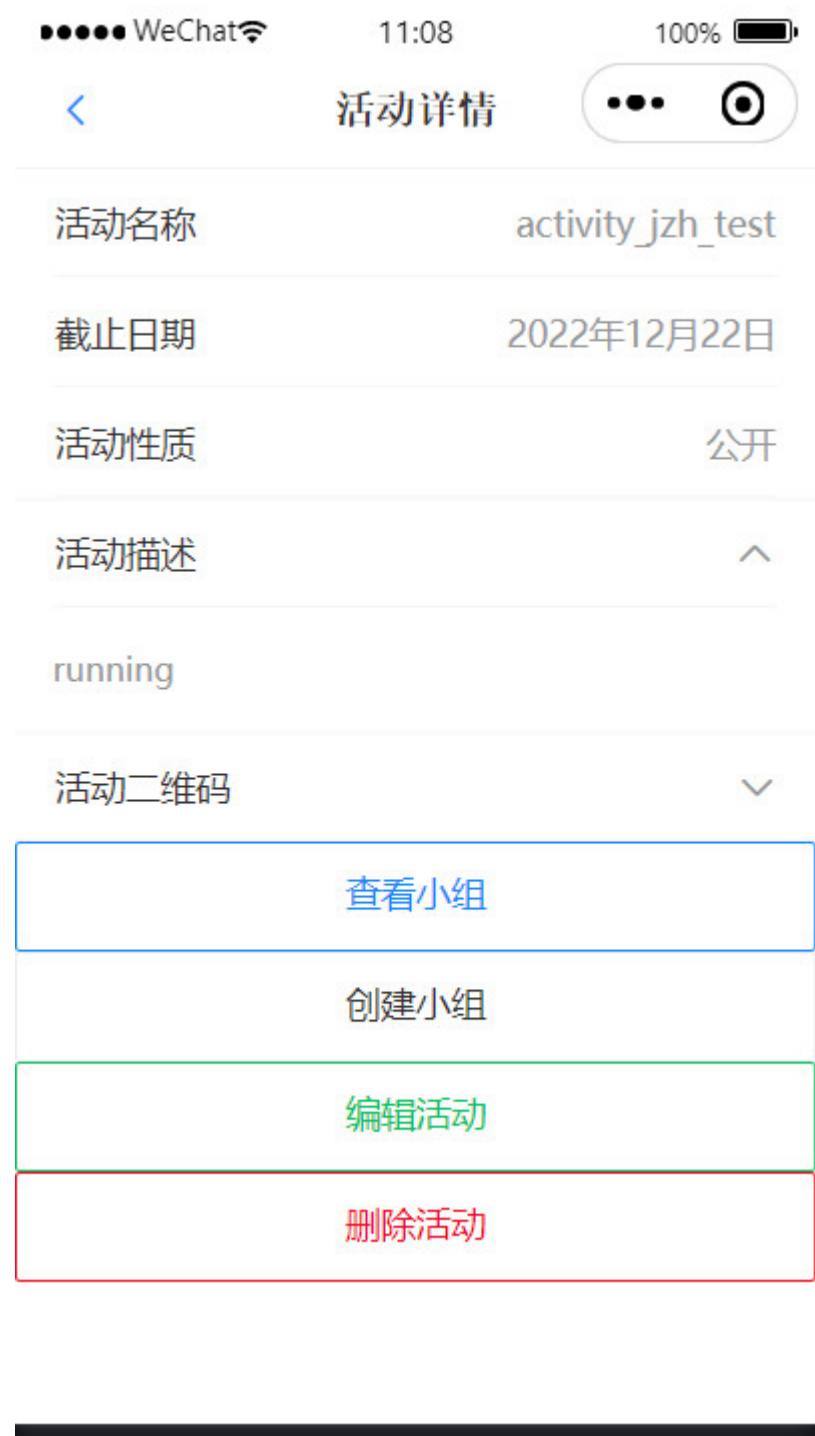 WeChat 11:08 100%
活动详情
活动名称 activity_jzh_test
截止日期 2022年12月22日
活动性质 公开
活动描述
running
活动二维码
查看小组
创建小组
编辑活动
删除活动